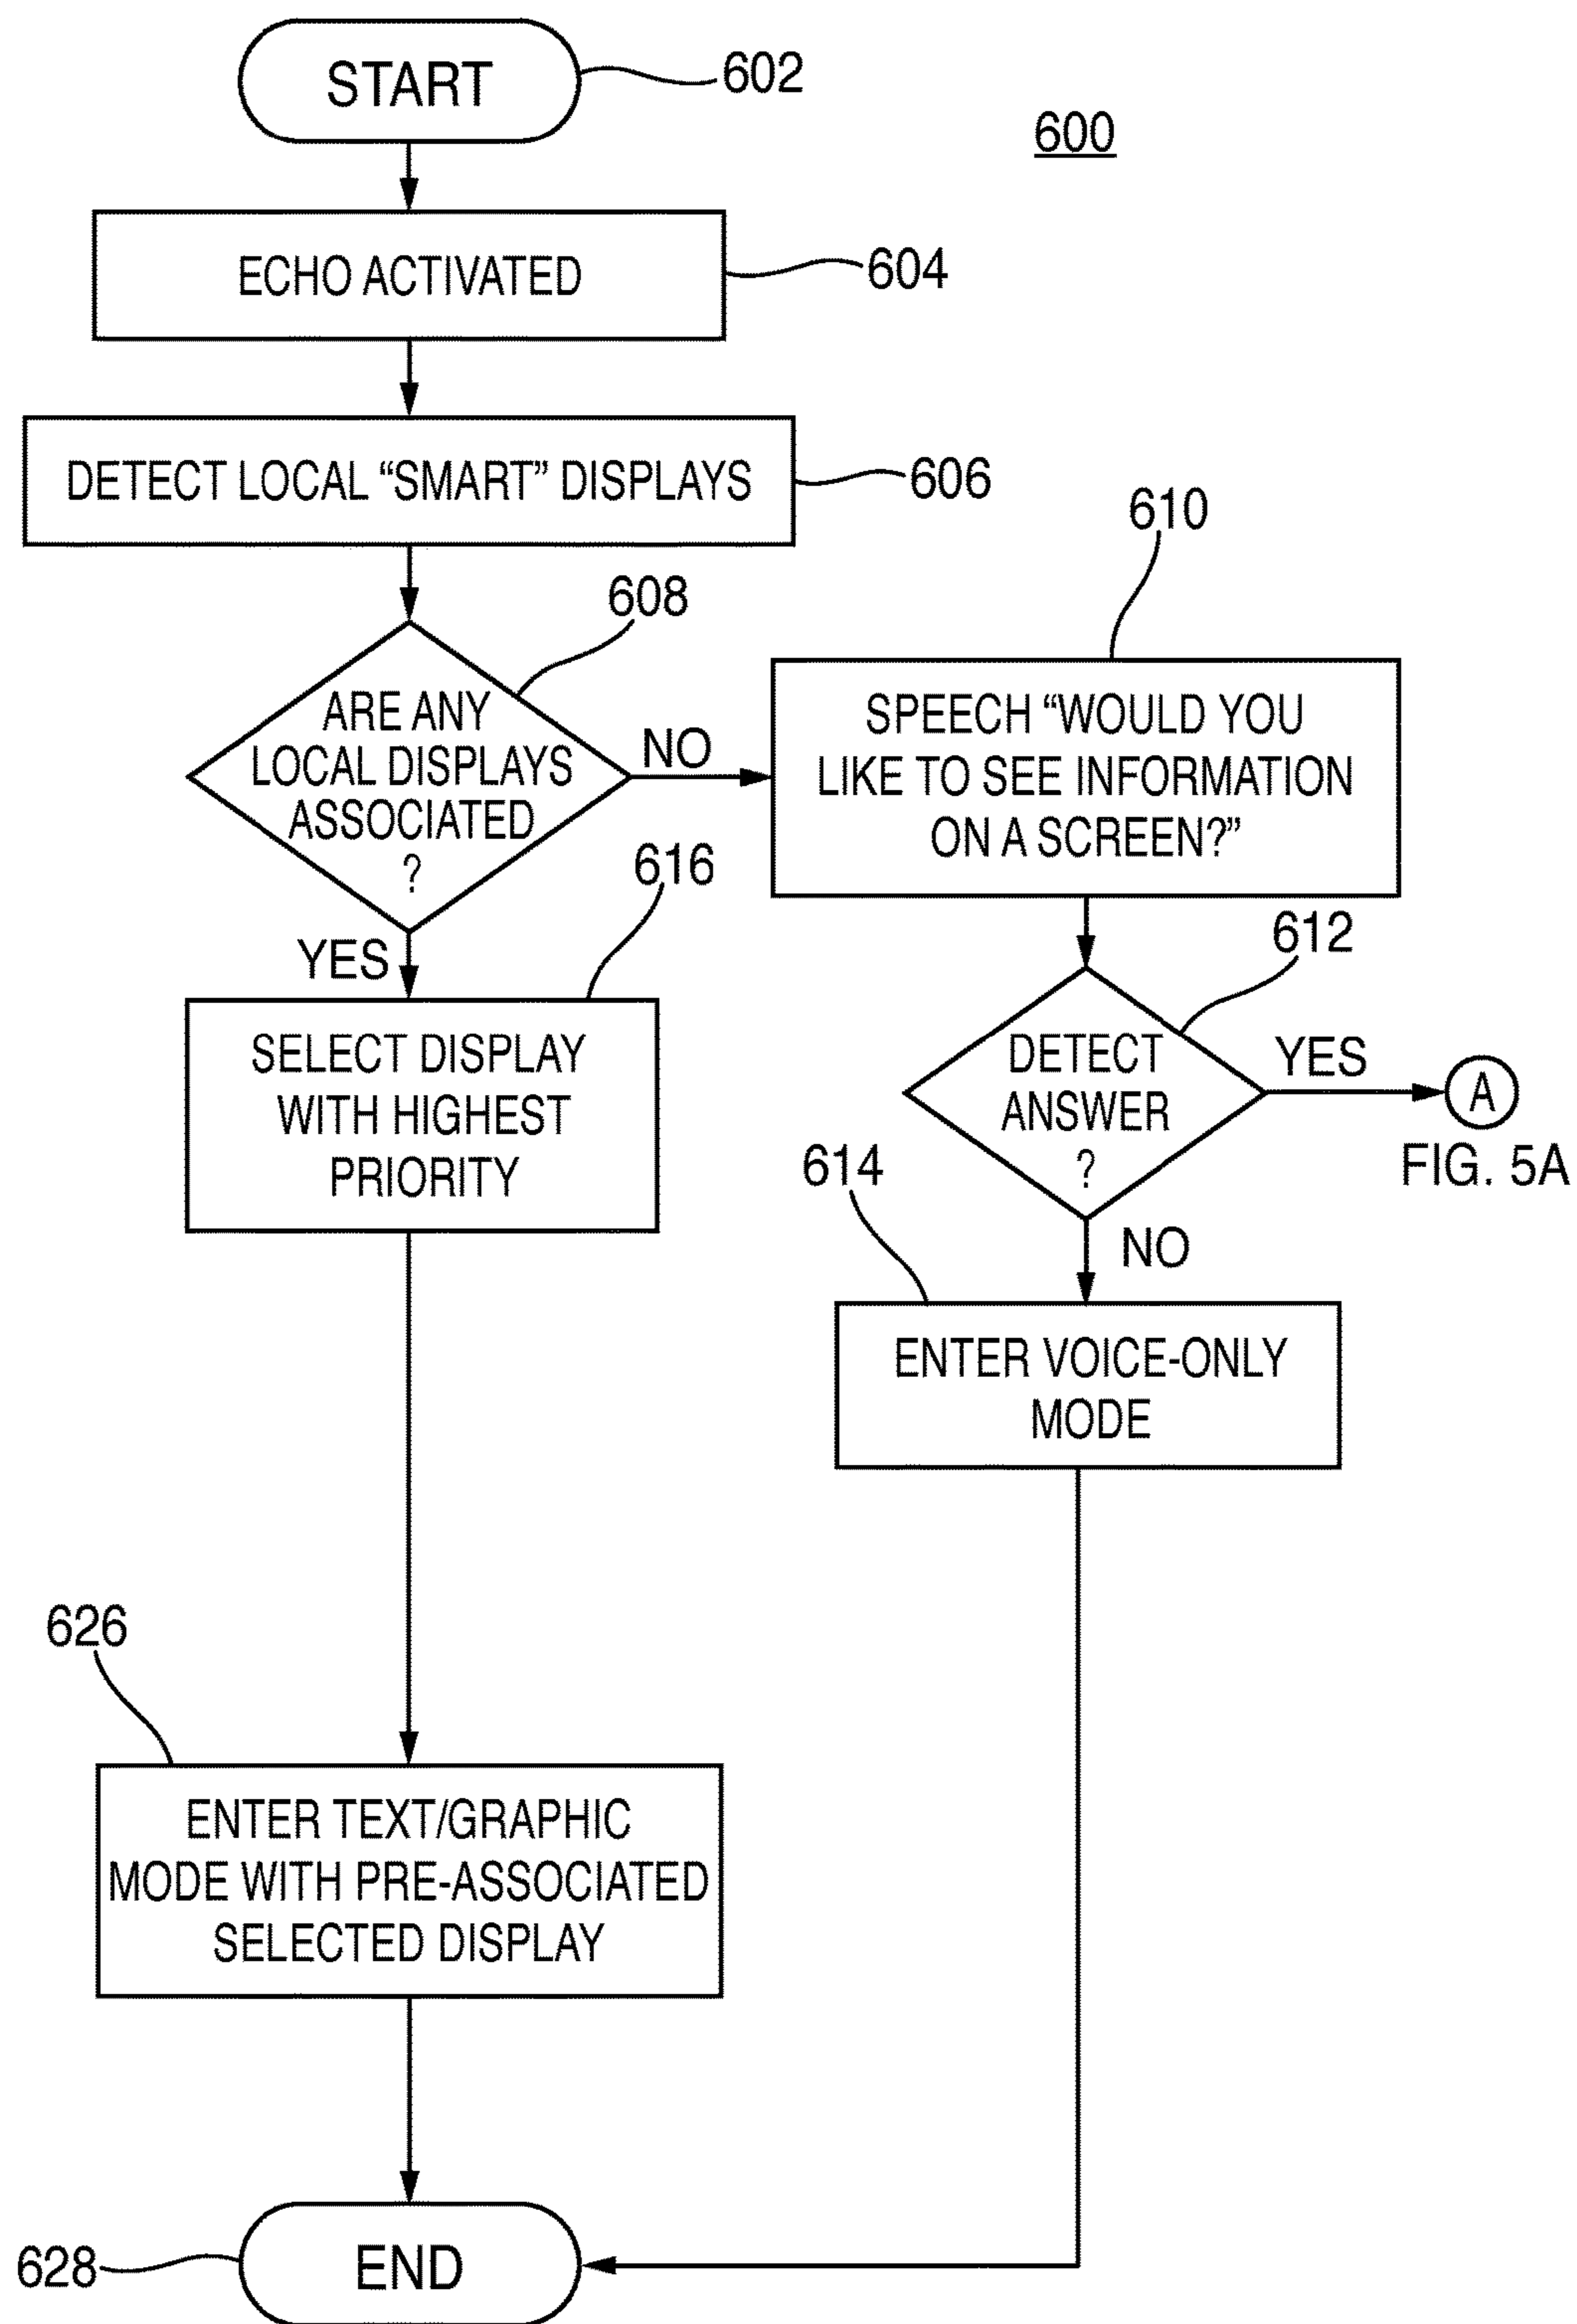 START
602
600
ECHO ACTIVATED
604
DETECT LOCAL “SMART” DISPLAYS
606
608
ARE ANY
LOCAL DISPLAYS
ASSOCIATED
?
NO
YES
610
SPEECH “WOULD YOU
LIKE TO SEE INFORMATION
ON A SCREEN?”
612
DETECT
ANSWER
?
YES
A
FIG. 5A
NO
614
ENTER VOICE-ONLY
MODE
616
SELECT DISPLAY
WITH HIGHEST
PRIORITY
626
ENTER TEXT/GRAPHIC
MODE WITH PRE-ASSOCIATED
SELECTED DISPLAY
628
END